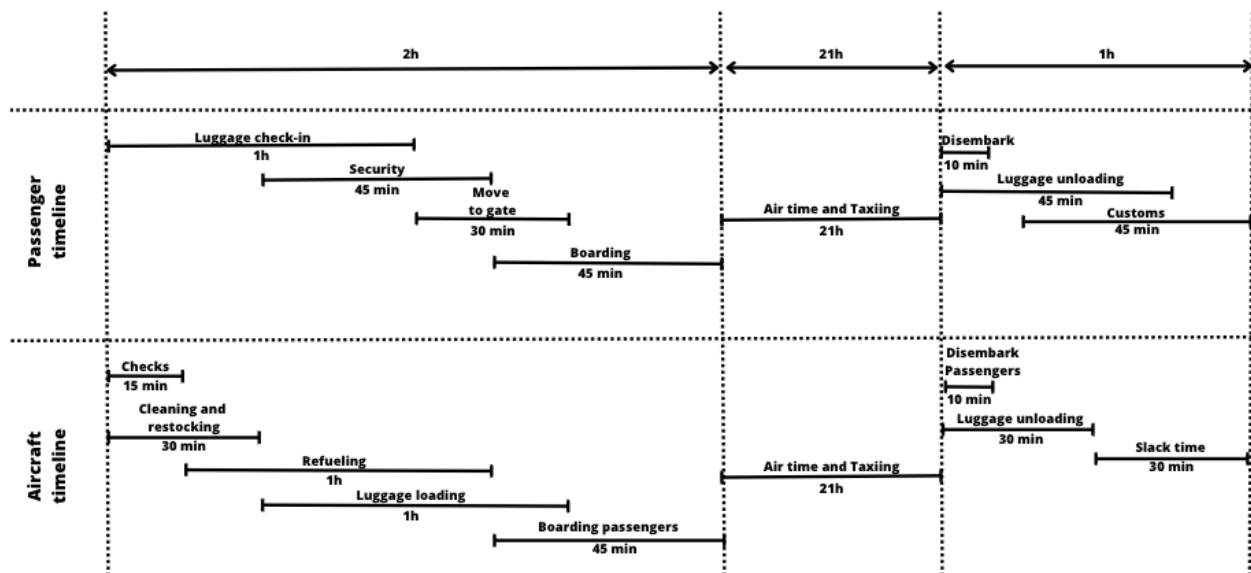 2h
21h
1h
Passenger
timeline
Luggage check-in
1h
Security
45 min
Move
to gate
30 min
Boarding
45 min
Air time and Taxiing
21h
Disembark
10 min
Luggage unloading
45 min
Customs
45 min
Aircraft
timeline
Checks
15 min
Cleaning and
restocking
30 min
Refueling
1h
Luggage loading
1h
Boarding passengers
45 min
Air time and Taxiing
21h
Disembark
Passengers
10 min
Luggage unloading
30 min
Slack time
30 min